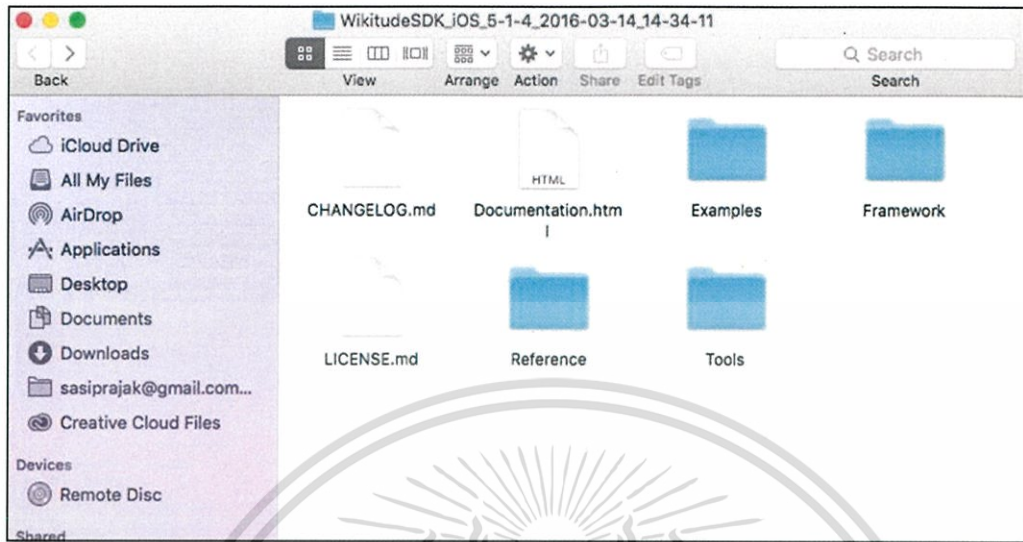 WikitudeSDK_iOS_5-1-4_2016-03-14_14-34-11
Search
Back View Arrange Action Share Edit Tags Search
Favorites
iCloud Drive
All My Files
AirDrop
Applications
Desktop
Documents
Downloads
sasiprajak@gmail.com...
Creative Cloud Files
Devices
Remote Disc
Shared
HTML
CHANGELOG.md Documentation.htm Examples Framework
l
LICENSE.md Reference Tools